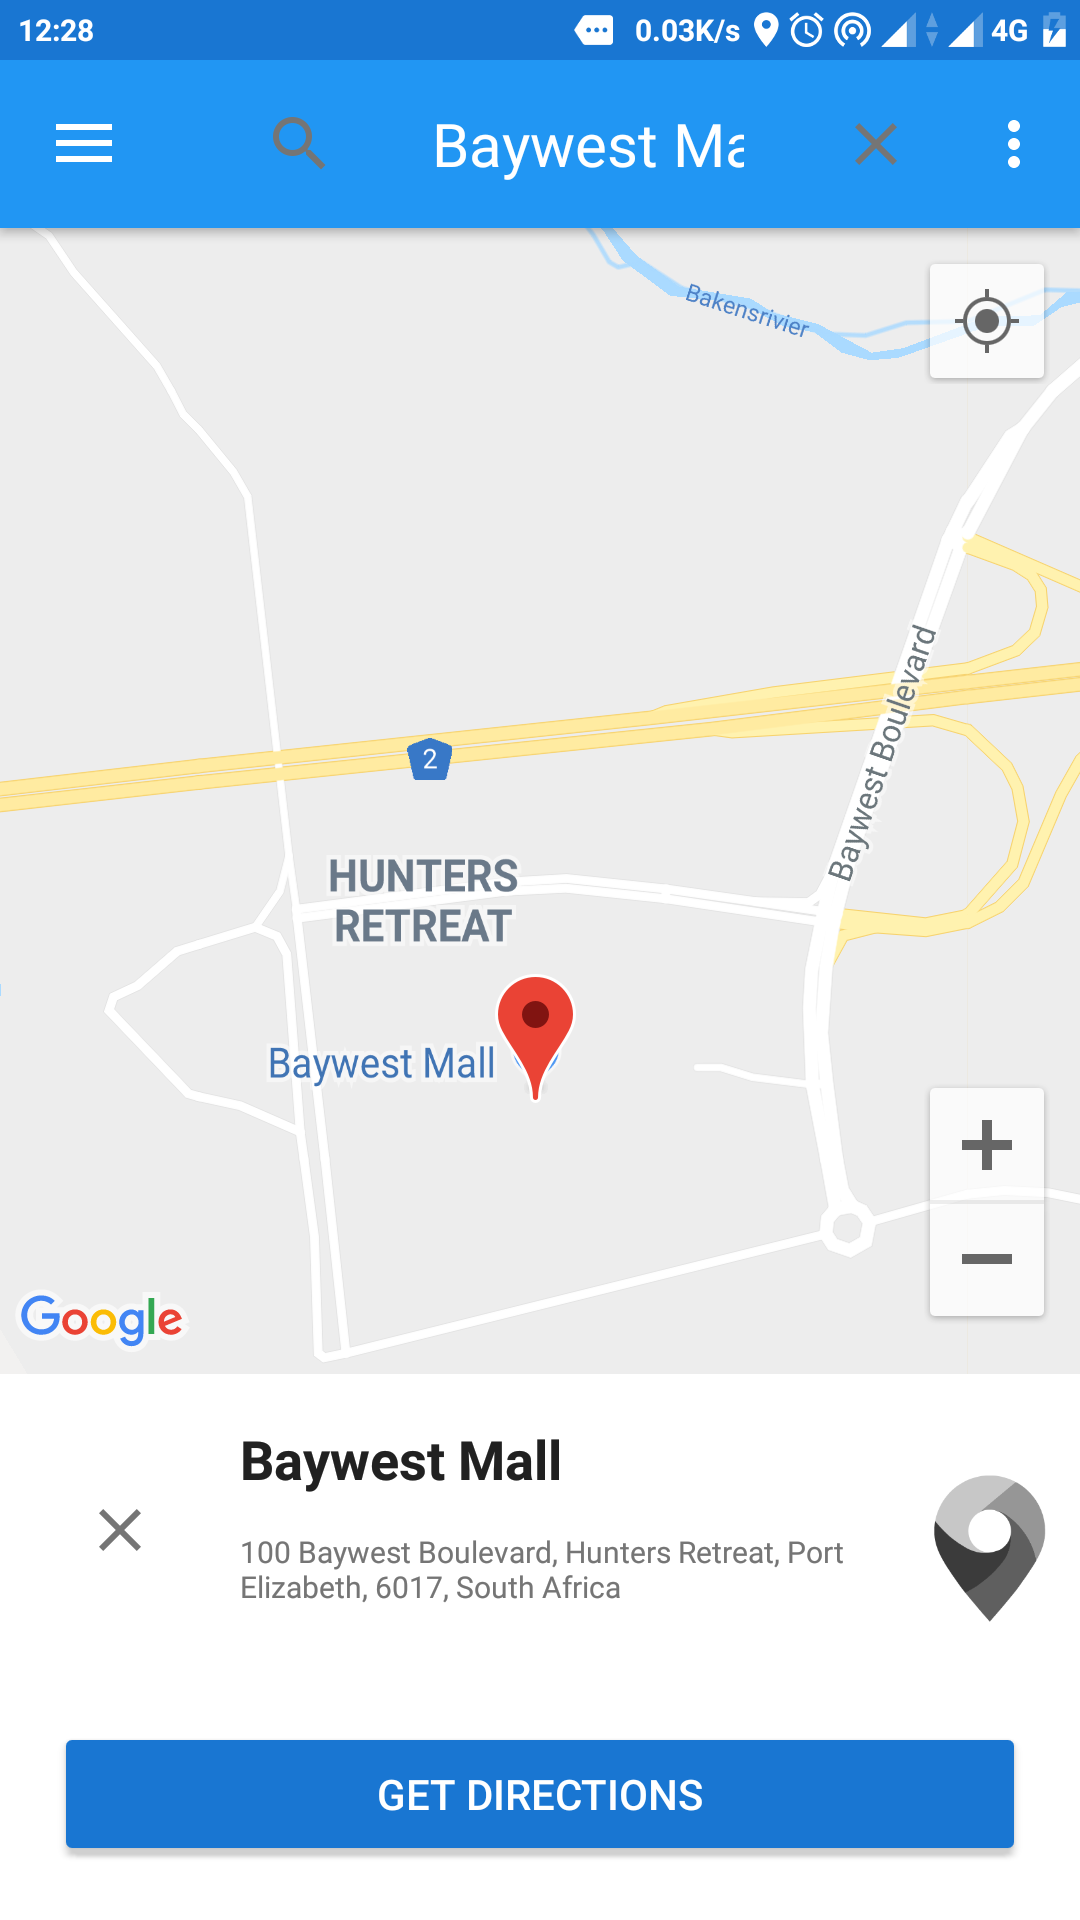 12:28
0.03K/s
4G
Baywest Ma
Bakensrivier
Baywest Boulevard
2
HUNTERS
RETREAT
Baywest Mall
Google
Baywest Mall
100 Baywest Boulevard, Hunters Retreat, Port
Elizabeth, 6017, South Africa
GET DIRECTIONS